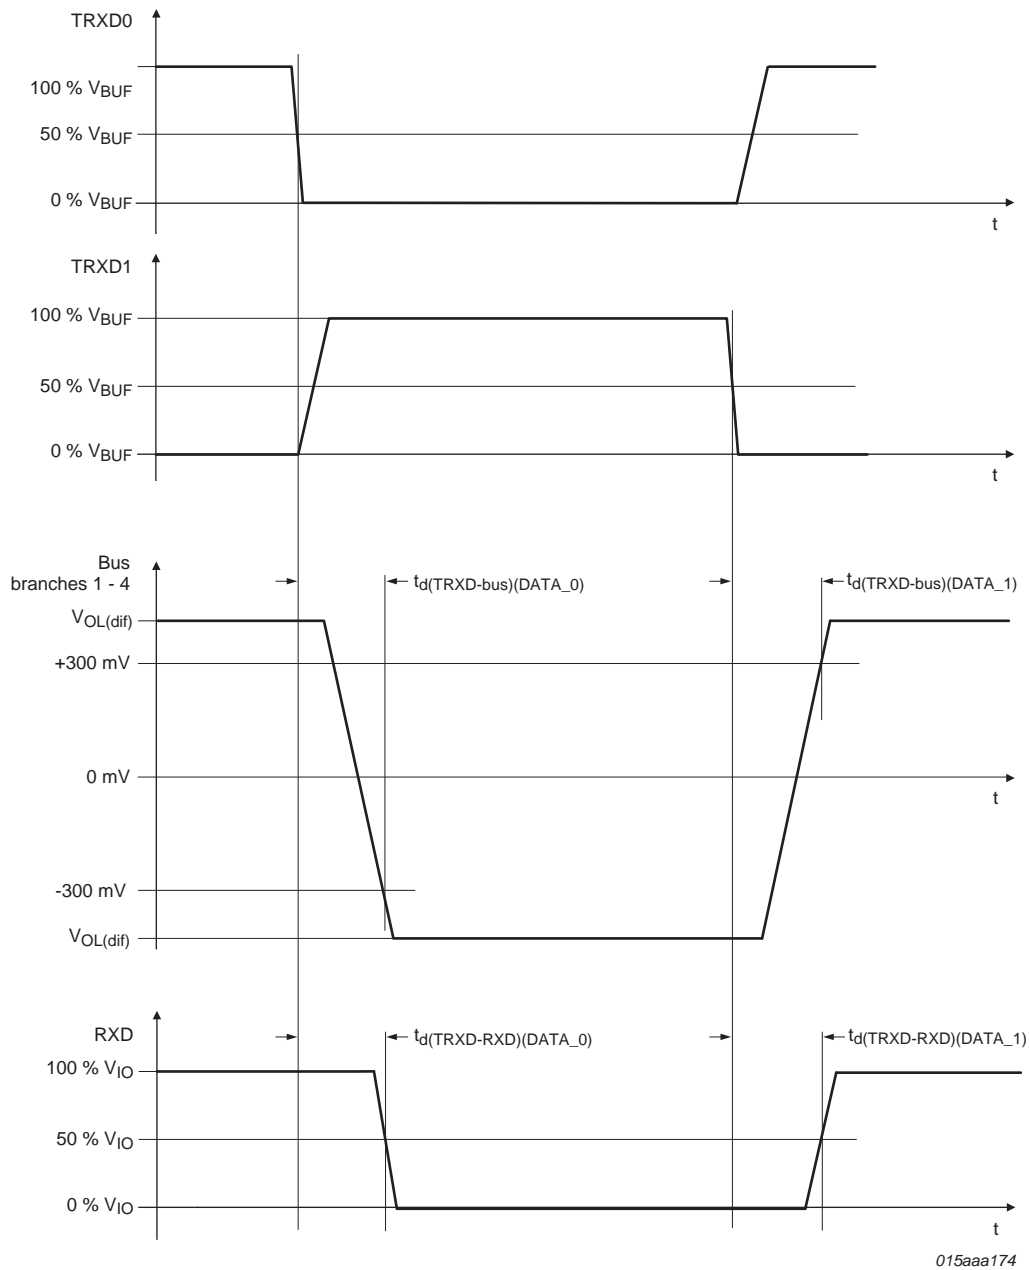 TRXD0
100 % VBUF
50 % VBUF
0 % VBUF
t
TRXD1
100 % VBUF
50 % VBUF
0 % VBUF
t
Bus
branches 1 - 4
td(TRXD-bus)(DATA_0)
td(TRXD-bus)(DATA_1)
VOL(dif)
+300 mV
0 mV
t
-300 mV
VOL(dif)
RXD
td(TRXD-RXD)(DATA_0)
td(TRXD-RXD)(DATA_1)
100 % VIO
50 % VIO
0 % VIO
t
015aaa174